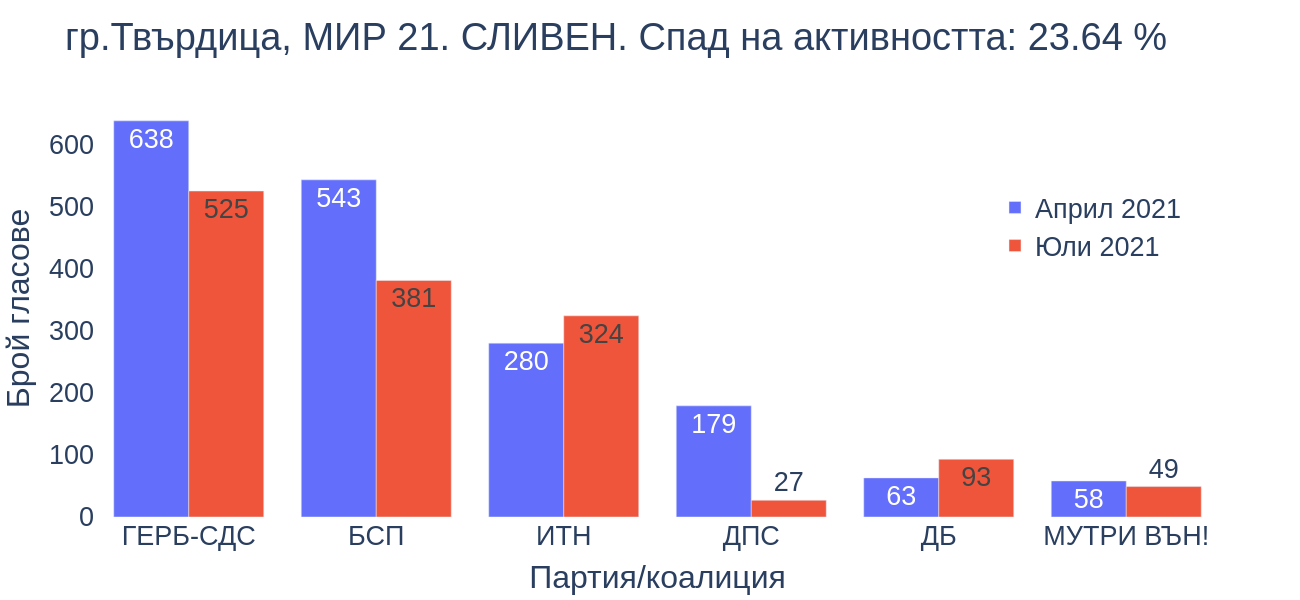 гр.Твърдица, МИР 21. СЛИВЕН. Спад на активността: 23.64 %
Брой гласове
600
500
400
300
200
100
0
638
525
543
381
280
324
179
27
63
93
58
49
Април 2021
Юли 2021
ГЕРБ-СДС
БСП
ИТН
ДПС
ДБ
МУТРИ ВЪН!
Партия/коалиция